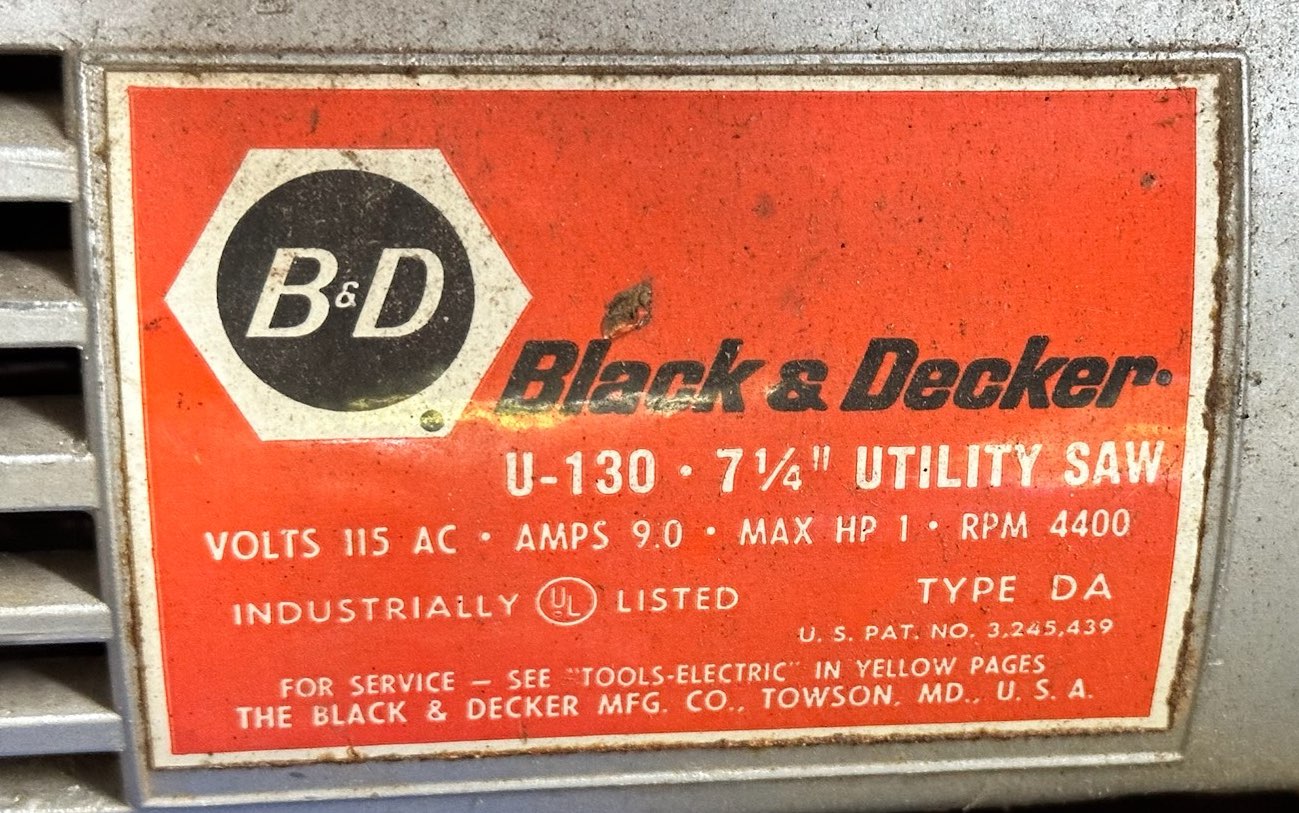 B&D
Black & Decker®
U-130 • 7 1/4" UTILITY SAW
VOLTS 115 AC • AMPS 9.0 • MAX HP 1 • RPM 4400
INDUSTRIALLY UL LISTED
TYPE DA
U. S. PAT. NO. 3,245,439
FOR SERVICE — SEE "TOOLS-ELECTRIC" IN YELLOW PAGES
THE BLACK & DECKER MFG. CO., TOWSON, MD., U. S. A.